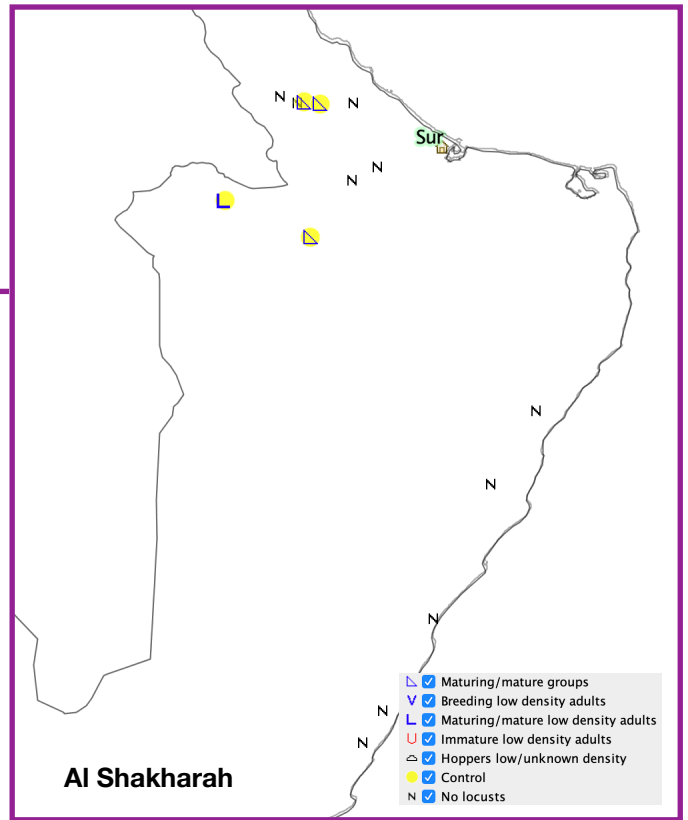 N
N
N
Sur
N
N
L
N
N
N
N
N
Al Shakharah
Maturing/mature groups
V Breeding low density adults
L Maturing/mature low density adults
U Immature low density adults
Hoppers low/unknown density
Control
N No locusts